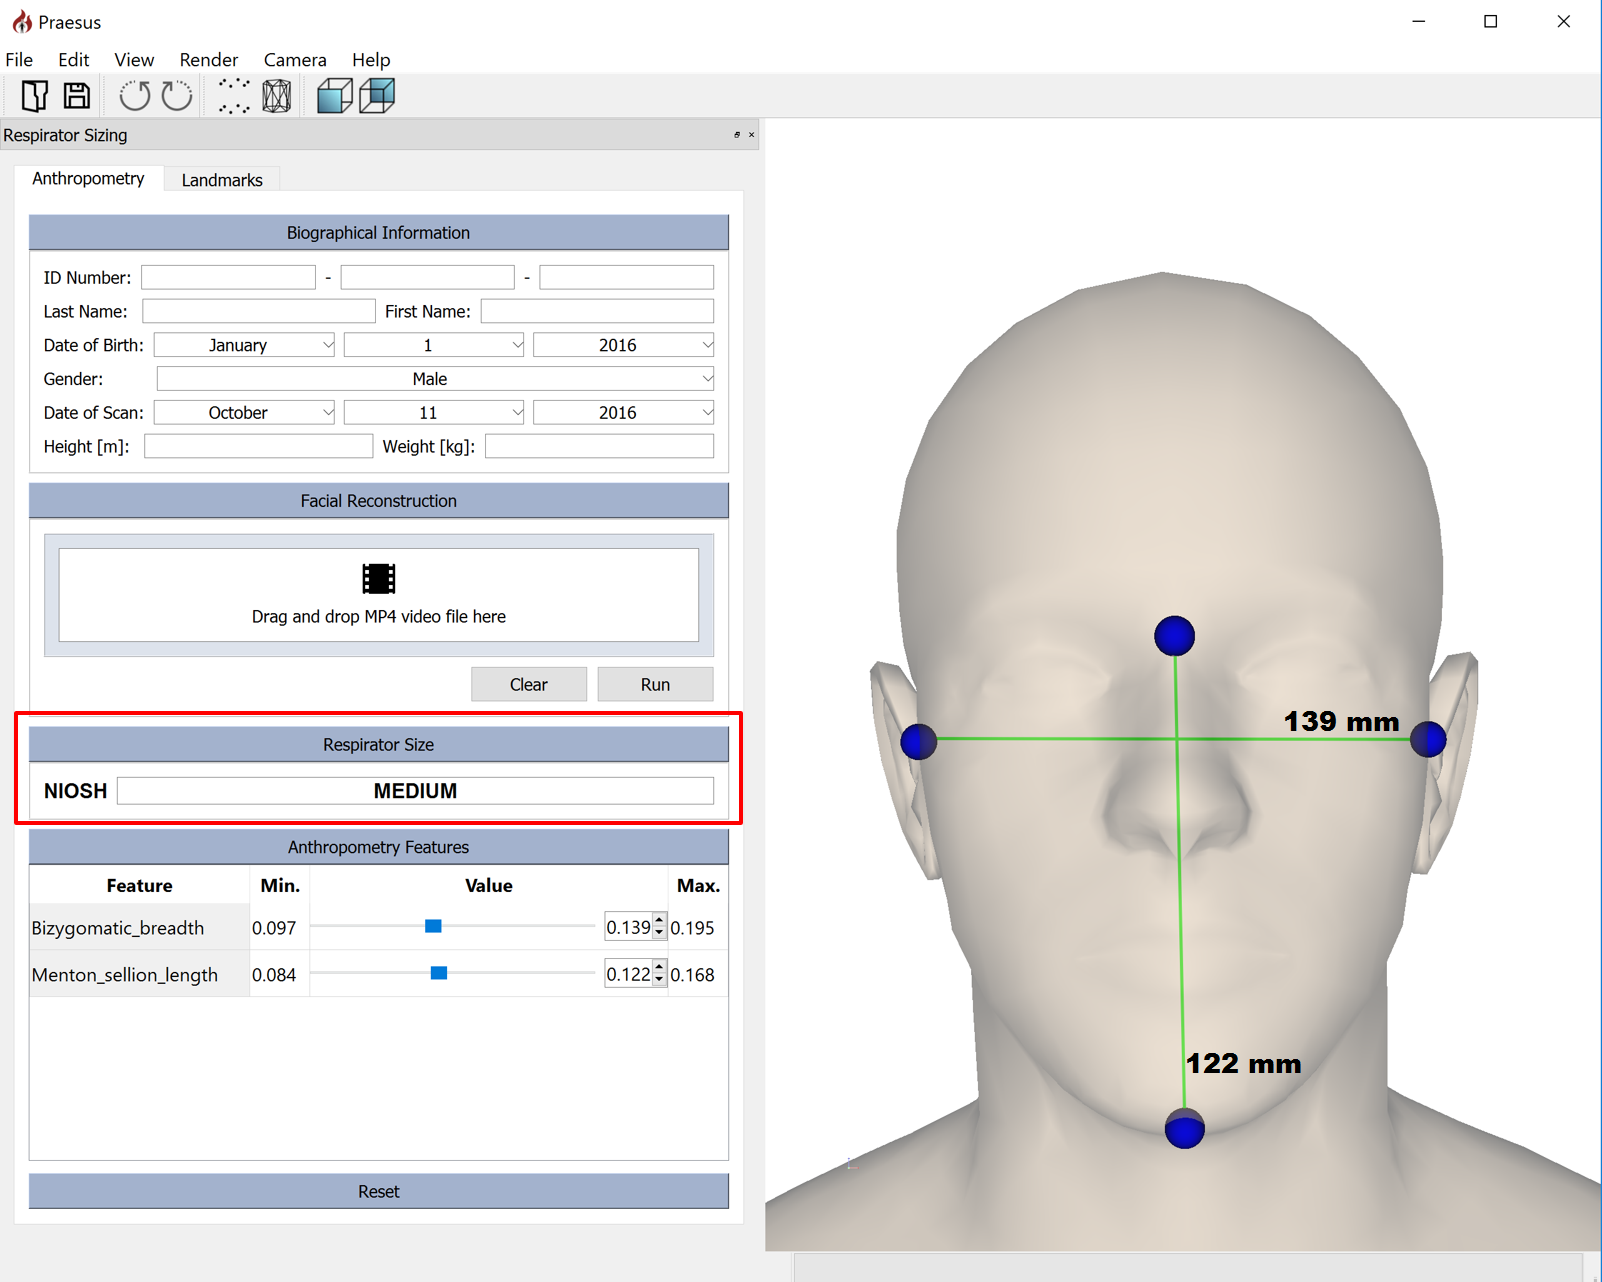 Praesus
File Edit View Render Camera Help
Respirator Sizing
Anthropometry Landmarks
Biographical Information
ID Number: - -
Last Name: First Name:
Date of Birth: January 1 2016
Gender: Male
Date of Scan: October 11 2016
Height [m]: Weight [kg]:
Facial Reconstruction
Drag and drop MP4 video file here
Clear Run
Respirator Size
NIOSH MEDIUM
Anthropometry Features
Feature Min. Value Max.
Bizygomatic_breadth 0.097 0.139 0.195
Menton_sellion_length 0.084 0.122 0.168
Reset
139 mm
122 mm